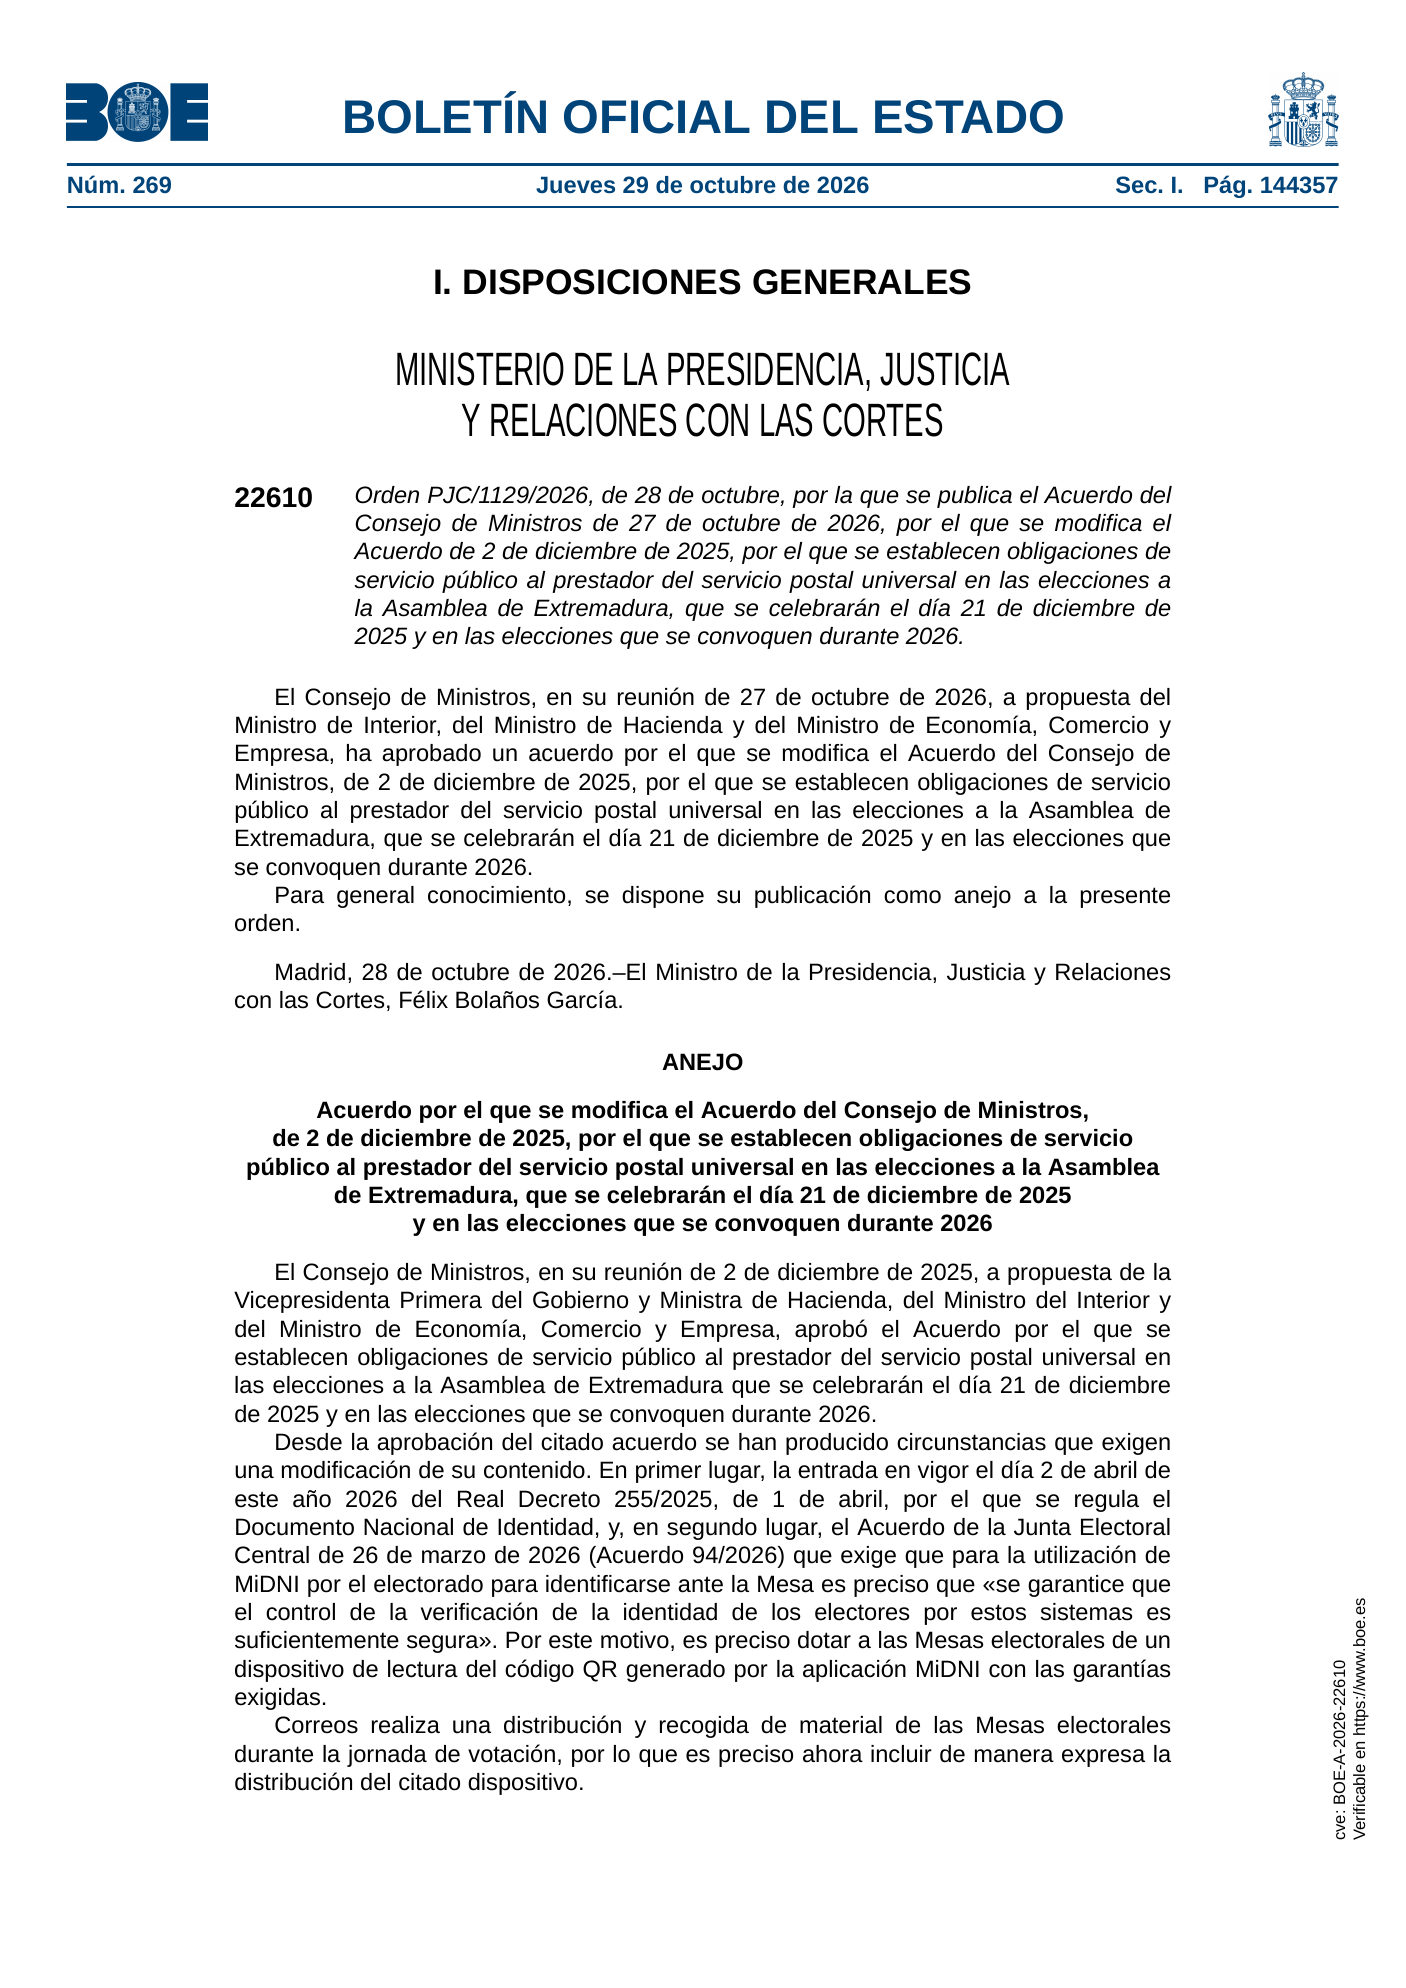 BOE
BOLETÍN OFICIAL DEL ESTADO
Núm. 269
Jueves 29 de octubre de 2026
Sec. I. Pág. 144357
I. DISPOSICIONES GENERALES
MINISTERIO DE LA PRESIDENCIA, JUSTICIA
Y RELACIONES CON LAS CORTES
22610
Orden PJC/1129/2026, de 28 de octubre, por la que se publica el Acuerdo del
Consejo de Ministros de 27 de octubre de 2026, por el que se modifica el
Acuerdo de 2 de diciembre de 2025, por el que se establecen obligaciones de
servicio público al prestador del servicio postal universal en las elecciones a
la Asamblea de Extremadura, que se celebrarán el día 21 de diciembre de
2025 y en las elecciones que se convoquen durante 2026.
El Consejo de Ministros, en su reunión de 27 de octubre de 2026, a propuesta del
Ministro de Interior, del Ministro de Hacienda y del Ministro de Economía, Comercio y
Empresa, ha aprobado un acuerdo por el que se modifica el Acuerdo del Consejo de
Ministros, de 2 de diciembre de 2025, por el que se establecen obligaciones de servicio
público al prestador del servicio postal universal en las elecciones a la Asamblea de
Extremadura, que se celebrarán el día 21 de diciembre de 2025 y en las elecciones que
se convoquen durante 2026.
Para general conocimiento, se dispone su publicación como anejo a la presente
orden.
Madrid, 28 de octubre de 2026.–El Ministro de la Presidencia, Justicia y Relaciones
con las Cortes, Félix Bolaños García.
ANEJO
Acuerdo por el que se modifica el Acuerdo del Consejo de Ministros,
de 2 de diciembre de 2025, por el que se establecen obligaciones de servicio
público al prestador del servicio postal universal en las elecciones a la Asamblea
de Extremadura, que se celebrarán el día 21 de diciembre de 2025
y en las elecciones que se convoquen durante 2026
El Consejo de Ministros, en su reunión de 2 de diciembre de 2025, a propuesta de la
Vicepresidenta Primera del Gobierno y Ministra de Hacienda, del Ministro del Interior y
del Ministro de Economía, Comercio y Empresa, aprobó el Acuerdo por el que se
establecen obligaciones de servicio público al prestador del servicio postal universal en
las elecciones a la Asamblea de Extremadura que se celebrarán el día 21 de diciembre
de 2025 y en las elecciones que se convoquen durante 2026.
Desde la aprobación del citado acuerdo se han producido circunstancias que exigen
una modificación de su contenido. En primer lugar, la entrada en vigor el día 2 de abril de
este año 2026 del Real Decreto 255/2025, de 1 de abril, por el que se regula el
Documento Nacional de Identidad, y, en segundo lugar, el Acuerdo de la Junta Electoral
Central de 26 de marzo de 2026 (Acuerdo 94/2026) que exige que para la utilización de
MiDNI por el electorado para identificarse ante la Mesa es preciso que «se garantice que
el control de la verificación de la identidad de los electores por estos sistemas es
suficientemente segura». Por este motivo, es preciso dotar a las Mesas electorales de un
dispositivo de lectura del código QR generado por la aplicación MiDNI con las garantías
exigidas.
Correos realiza una distribución y recogida de material de las Mesas electorales
durante la jornada de votación, por lo que es preciso ahora incluir de manera expresa la
distribución del citado dispositivo.
cve: BOE-A-2026-22610
Verificable en https://www.boe.es